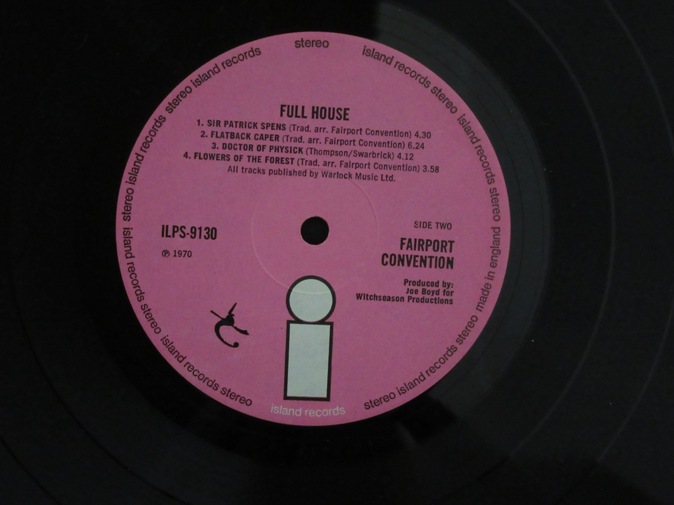 stereo island records stereo island records stereo island records stereo island records stereo island records stereo made in england
FULL HOUSE
1. SIR PATRICK SPENS (Trad. arr. Fairport Convention) 4.30
2. FLATBACK CAPER (Trad. arr. Fairport Convention) 6.24
3. DOCTOR OF PHYSICK (Thompson/Swarbrick) 4.12
4. FLOWERS OF THE FOREST (Trad. arr. Fairport Convention) 3.58
All tracks published by Warlock Music Ltd.
ILPS-9130
℗ 1970
SIDE TWO
FAIRPORT
CONVENTION
Produced by:
Joe Boyd for
Witchseason Productions
i
island records